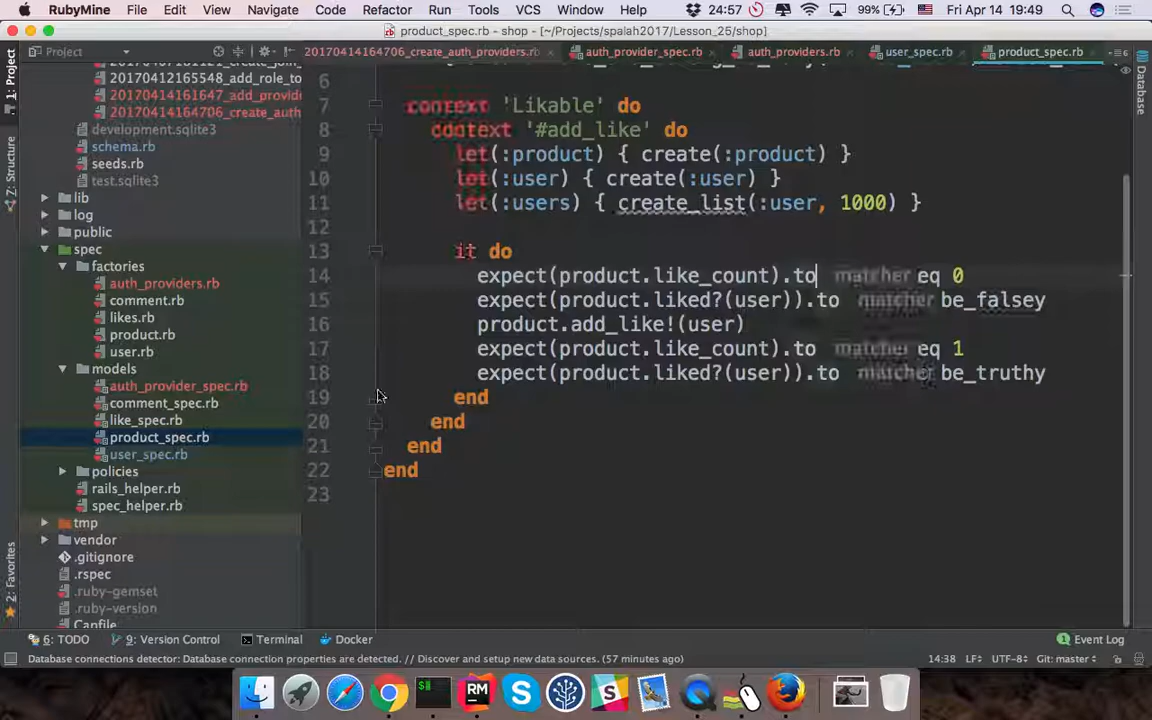 RubyMine File Edit View Navigate Code Refactor Run Tools VCS Window Help 24:57 99% Fri Apr 14 19:49
product_spec.rb - shop - [~/Projects/spalah2017/Lesson_25/shop]
Project
20170414164706_create_auth_providers.rb auth_provider_spec.rb auth_providers.rb user_spec.rb product_spec.rb
1: Project
Z: Structure
2: Favorites
Database
20170412165548_add_role_to
20170414161647_add_provide
20170414164706_create_auth
development.sqlite3
schema.rb
seeds.rb
test.sqlite3
lib
log
public
spec
factories
auth_providers.rb
comment.rb
likes.rb
product.rb
user.rb
models
auth_provider_spec.rb
comment_spec.rb
like_spec.rb
product_spec.rb
user_spec.rb
policies
rails_helper.rb
spec_helper.rb
tmp
vendor
.gitignore
.rspec
.ruby-gemset
.ruby-version
Capfile
6
7 context 'Likable' do
8 context '#add_like' do
9 let(:product) { create(:product) }
10 let(:user) { create(:user) }
11 let(:users) { create_list(:user, 1000) }
12
13 it do
14 expect(product.like_count).to matcher eq 0
15 expect(product.liked?(user)).to matcher be_falsey
16 product.add_like!(user)
17 expect(product.like_count).to matcher eq 1
18 expect(product.liked?(user)).to matcher be_truthy
19 end
20 end
21 end
22 end
23
6: TODO 9: Version Control Terminal Docker 1 Event Log
Database connections detector: Database connection properties are detected. // Discover and setup new data sources. (57 minutes ago) 14:38 LF÷ UTF-8÷ Git: master÷